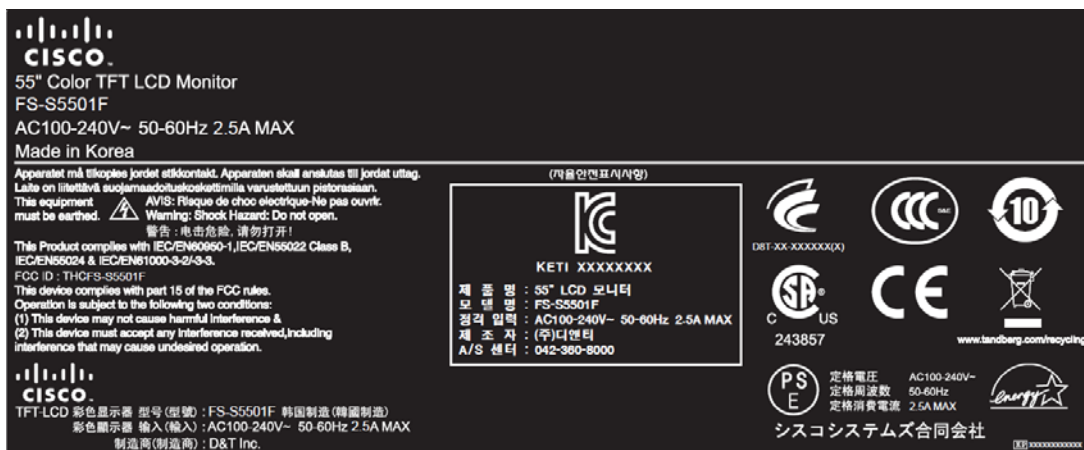 CISCO
55" Color TFT LCD Monitor
FS-S5501F
AC100-240V~ 50-60Hz 2.5A MAX
Made in Korea
Apparatet må tilkoples jordet stikkontakt. Apparaten skall anslutas till jordat uttag.
Laite on liitettävä suojamaadoituskoskettimilla varustettuun pistorasiaan.
This equipment must be earthed.
AVIS: Risque de choc electrique-Ne pas ouvrir.
Warning: Shock Hazard: Do not open.
警告: 电击危险, 请勿打开!
This Product complies with IEC/EN60950-1,IEC/EN55022 Class B,
IEC/EN55024 & IEC/EN61000-3-2/-3-3.
FCC ID : THCFS-S5501F
This device complies with part 15 of the FCC rules.
Operation is subject to the following two conditions:
(1) This device may not cause harmful interference &
(2) This device must accept any interference received,including
interference that may cause undesired operation.
CISCO
TFT-LCD 彩色显示器 型号(型號) : FS-S5501F 韩国制造(韓國制造)
彩色顯示器 输入(輸入) : AC100-240V~ 50-60Hz 2.5A MAX
制造商(制造商) : D&T Inc.
(자율안전표시사항)
KETI XXXXXXXX
제 품 명 : 55" LCD 모니터
모 델 명 : FS-S5501F
정격 입력 : AC100-240V~ 50-60Hz 2.5A MAX
제 조 자 : (주)디앤티
A/S 센터 : 042-360-8000
D8T-XX-XXXXXX(X)
CCC S&E
10
C SA® US
243857
CE
www.tandberg.com/recycling
PS
E
定格電圧 AC100-240V~
定格周波数 50-60Hz
定格消費電流 2.5A MAX
energy
シスコシステムズ合同会社
xxxxxxxxxxxx